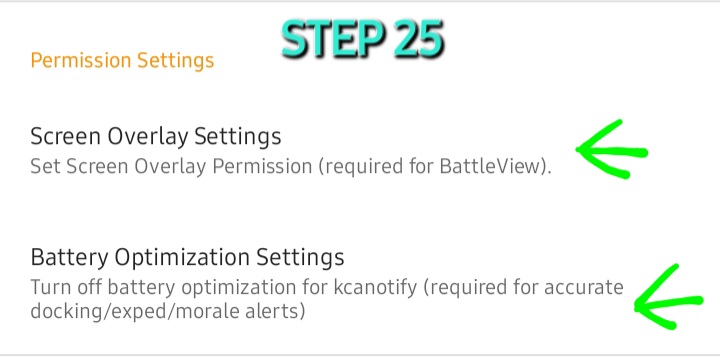 STEP 25
Permission Settings
Screen Overlay Settings
Set Screen Overlay Permission (required for BattleView).
Battery Optimization Settings
Turn off battery optimization for kcanotify (required for accurate
docking/exped/morale alerts)